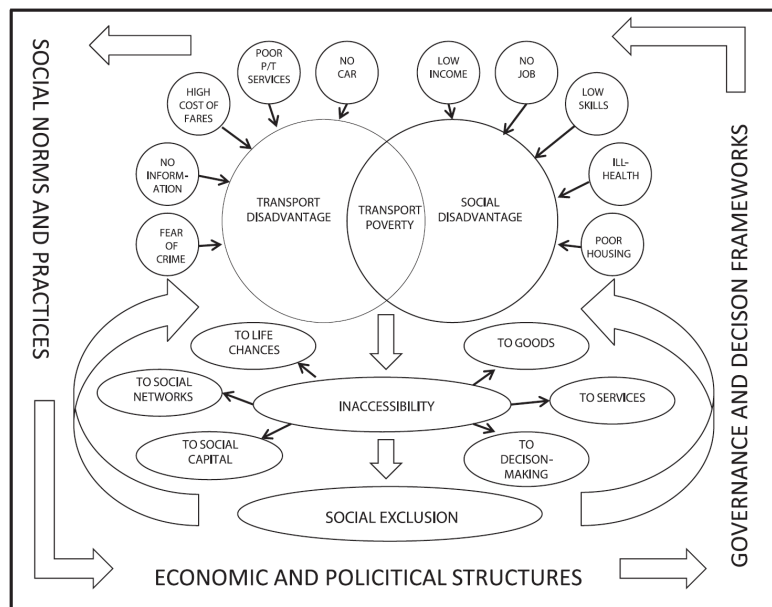 SOCIAL NORMS AND PRACTICES
POOR
P/T
SERVICES
NO
CAR
LOW
INCOME
NO
JOB
HIGH
COST OF
FARES
LOW
SKILLS
NO
INFORM-
ATION
ILL-
HEALTH
FEAR
OF
CRIME
POOR
HOUSING
TRANSPORT
DISADVANTAGE
TRANSPORT
POVERTY
SOCIAL
DISADVANTAGE
TO LIFE
CHANCES
TO GOODS
TO SOCIAL
NETWORKS
INACCESSIBILITY
TO SERVICES
TO SOCIAL
CAPITAL
TO
DECISON-
MAKING
SOCIAL EXCLUSION
ECONOMIC AND POLICITICAL STRUCTURES
GOVERNANCE AND DECISON FRAMEWORKS